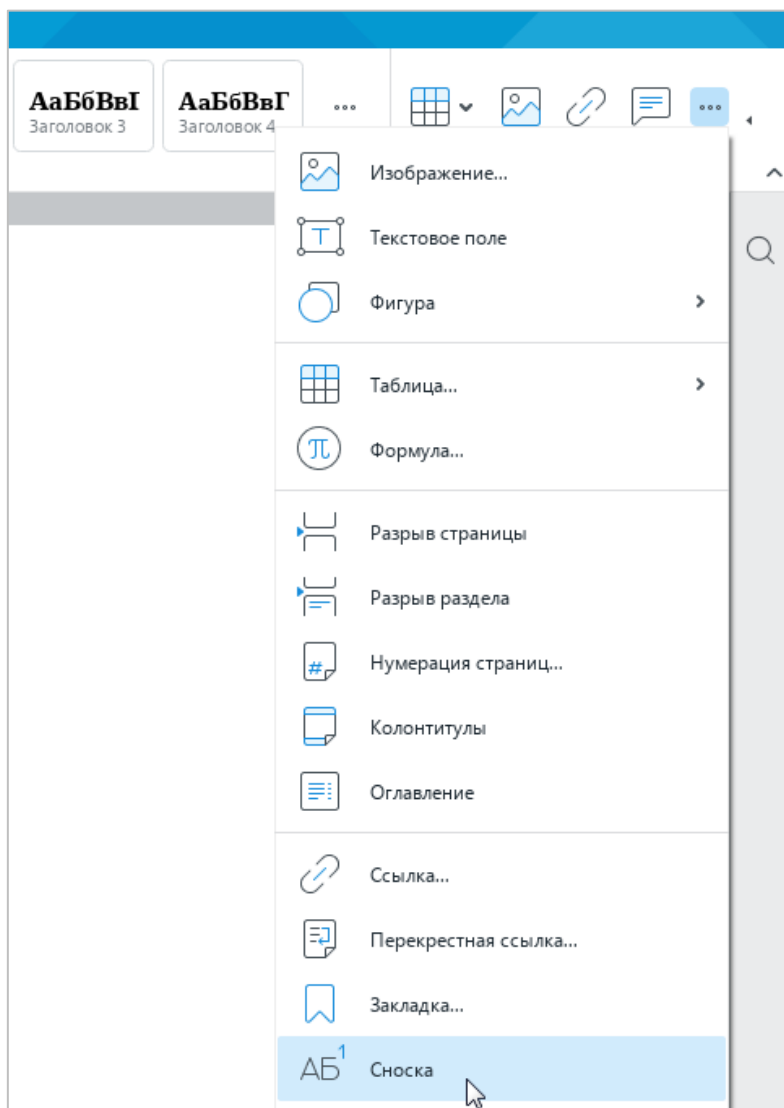 АаБбВвГ АаБбВвГ
Заголовок 3 Заголовок 4
Изображение...
Текстовое поле
Фигура
Таблица...
Формула...
Разрыв страницы
Разрыв раздела
Нумерация страниц...
Колонтитулы
Оглавление
Ссылка...
Перекрестная ссылка...
Закладка...
АБ1 Сноска